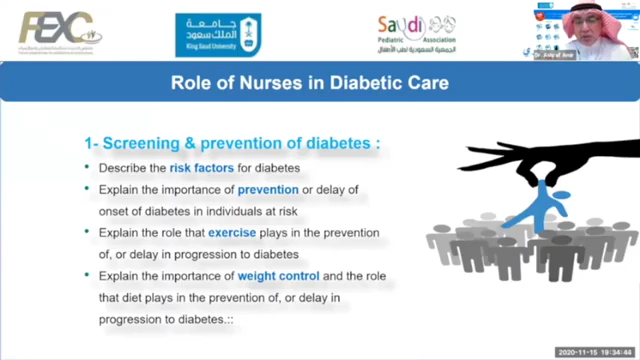 FEXC
جامعة
الملك سعود
King Saud University
Saudi
Pediatric Association
الجمعية السعودية لطب الأطفال
Role of Nurses in Diabetic Care
1- Screening & prevention of diabetes :
• Describe the risk factors for diabetes
• Explain the importance of prevention or delay of
onset of diabetes in individuals at risk
• Explain the role that exercise plays in the prevention
of, or delay in progression to diabetes
• Explain the importance of weight control and the role
that diet plays in the prevention of, or delay in
progression to diabetes.::
2020-11-15 19:34:44